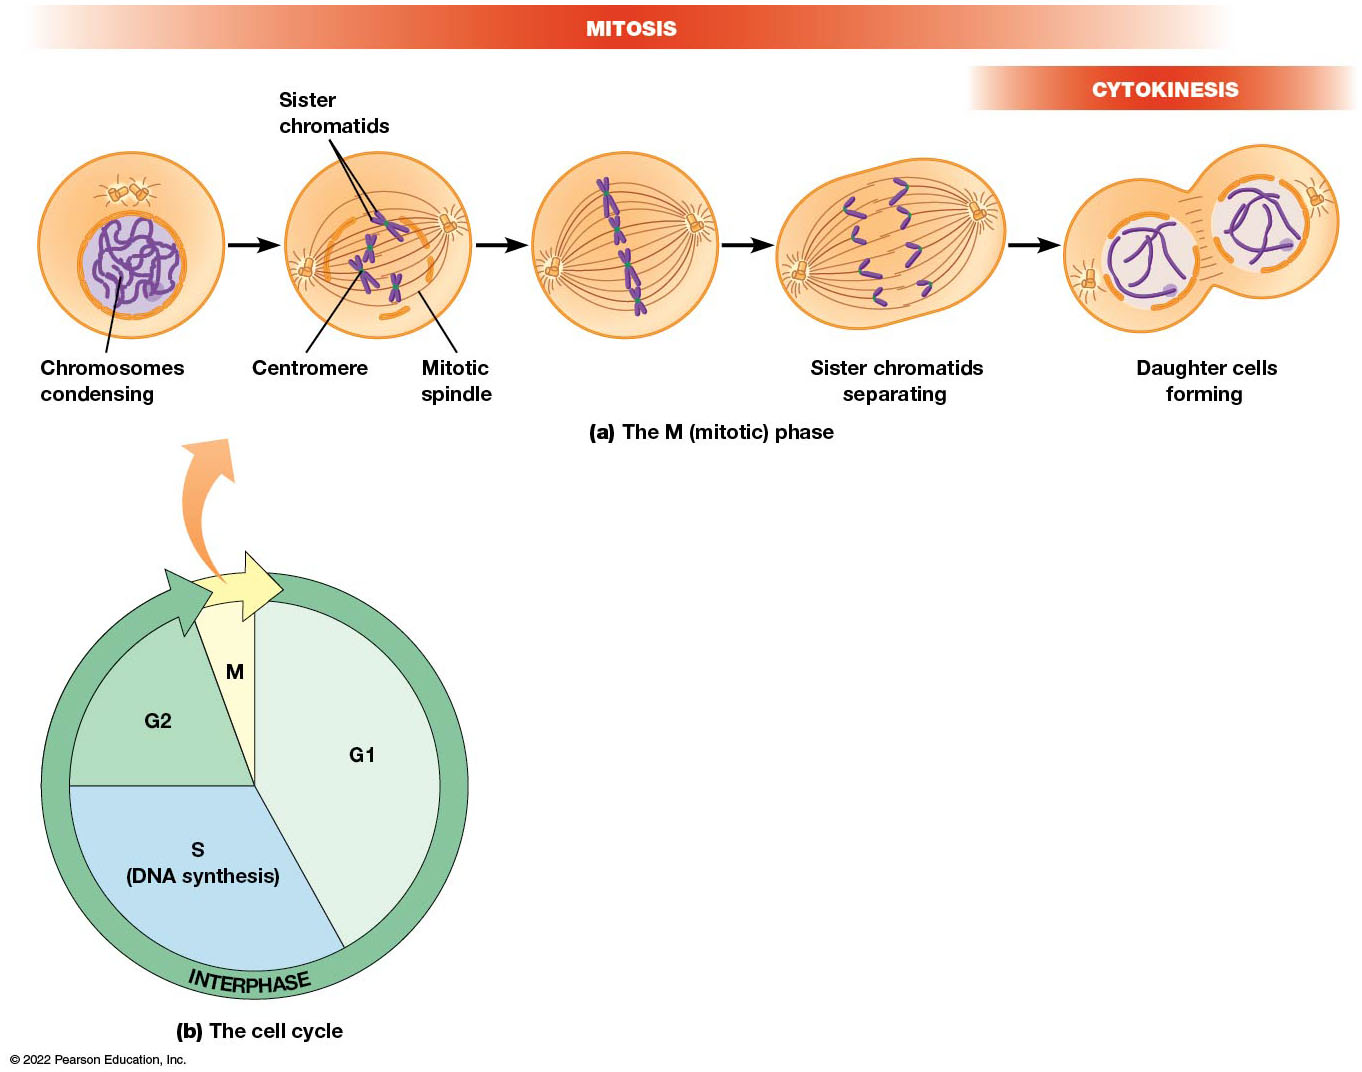 MITOSIS
CYTOKINESIS
Sister
chromatids
Chromosomes
condensing
Centromere
Mitotic
spindle
Sister chromatids
separating
Daughter cells
forming
(a) The M (mitotic) phase
M
G2
G1
S
(DNA synthesis)
INTERPHASE
(b) The cell cycle
© 2022 Pearson Education, Inc.